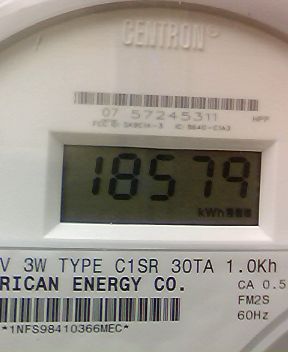 CENTRON®
07 57245311
HPP
18579
kWh
V 3W TYPE C1SR 30TA 1.0Kh
RICAN ENERGY CO.
CA 0.5
FM2S
60Hz
*1NFS98410366MEC*